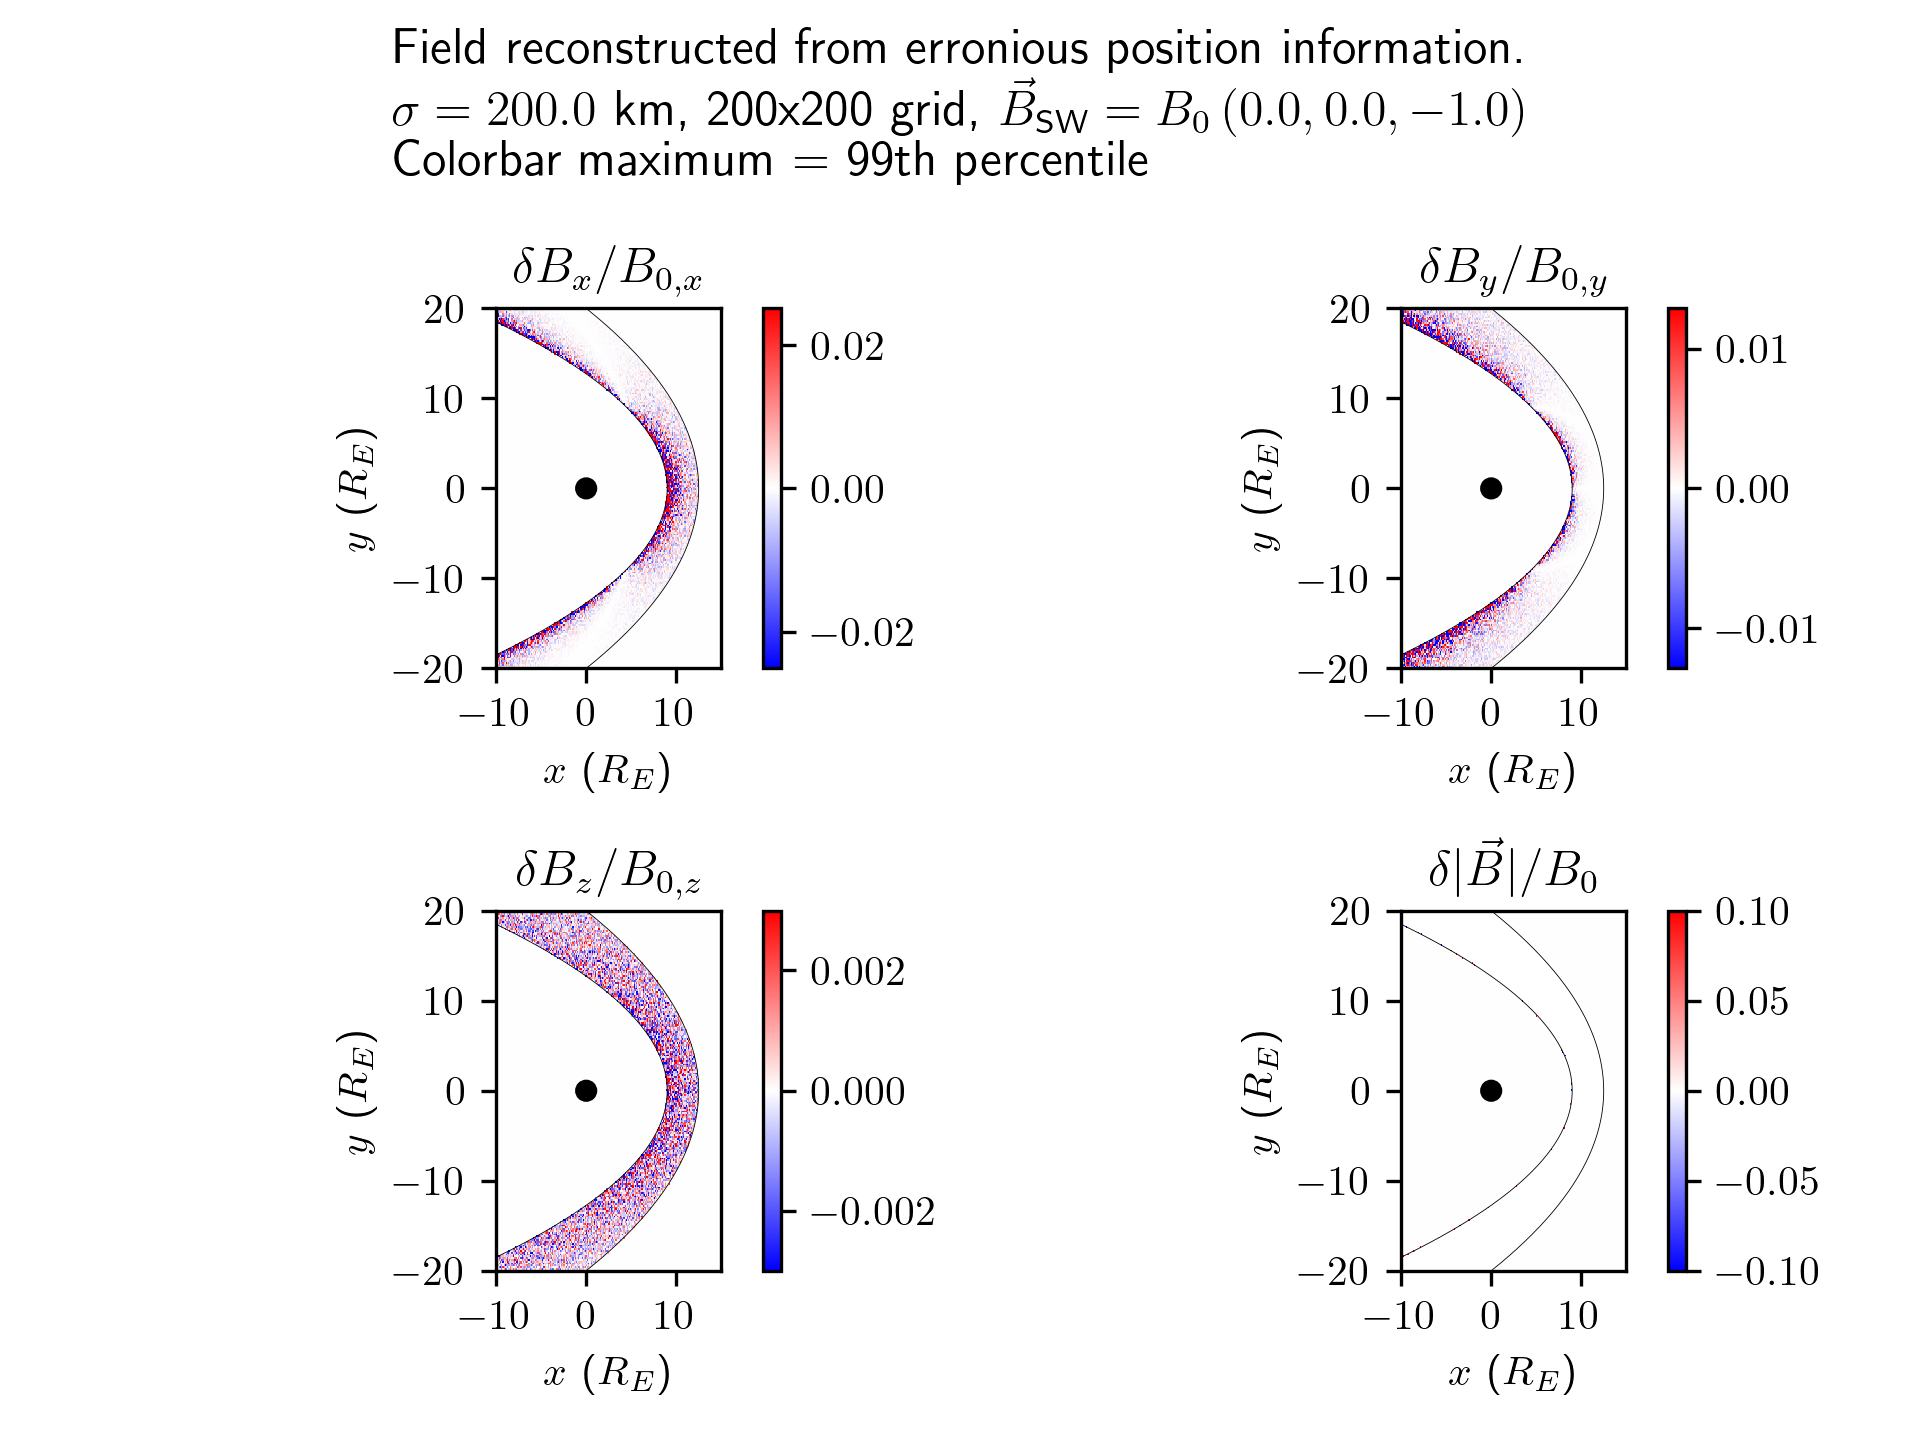 Field reconstructed from erronious position information.
σ = 200.0 km, 200x200 grid, B⃗_SW = B₀ (0.0, 0.0, −1.0)
Colorbar maximum = 99th percentile
δB_x/B_{0,x}
20
10
0
−10
−20
y (R_E)
−10 0 10
x (R_E)
0.02
0.00
−0.02
δB_y/B_{0,y}
20
10
0
−10
−20
y (R_E)
−10 0 10
x (R_E)
0.01
0.00
−0.01
δB_z/B_{0,z}
20
10
0
−10
−20
y (R_E)
−10 0 10
x (R_E)
0.002
0.000
−0.002
δ|B⃗|/B₀
20
10
0
−10
−20
y (R_E)
−10 0 10
x (R_E)
0.10
0.05
0.00
−0.05
−0.10